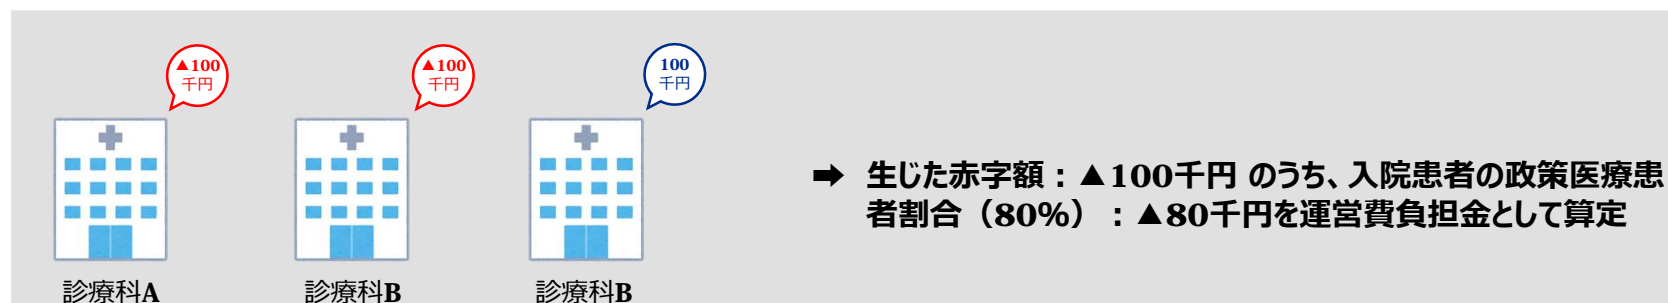 ▲100
千円
▲100
千円
100
千円
➡ 生じた赤字額：▲100千円 のうち、入院患者の政策医療患
者割合（80%）：▲80千円を運営費負担金として算定
診療科A
診療科B
診療科B